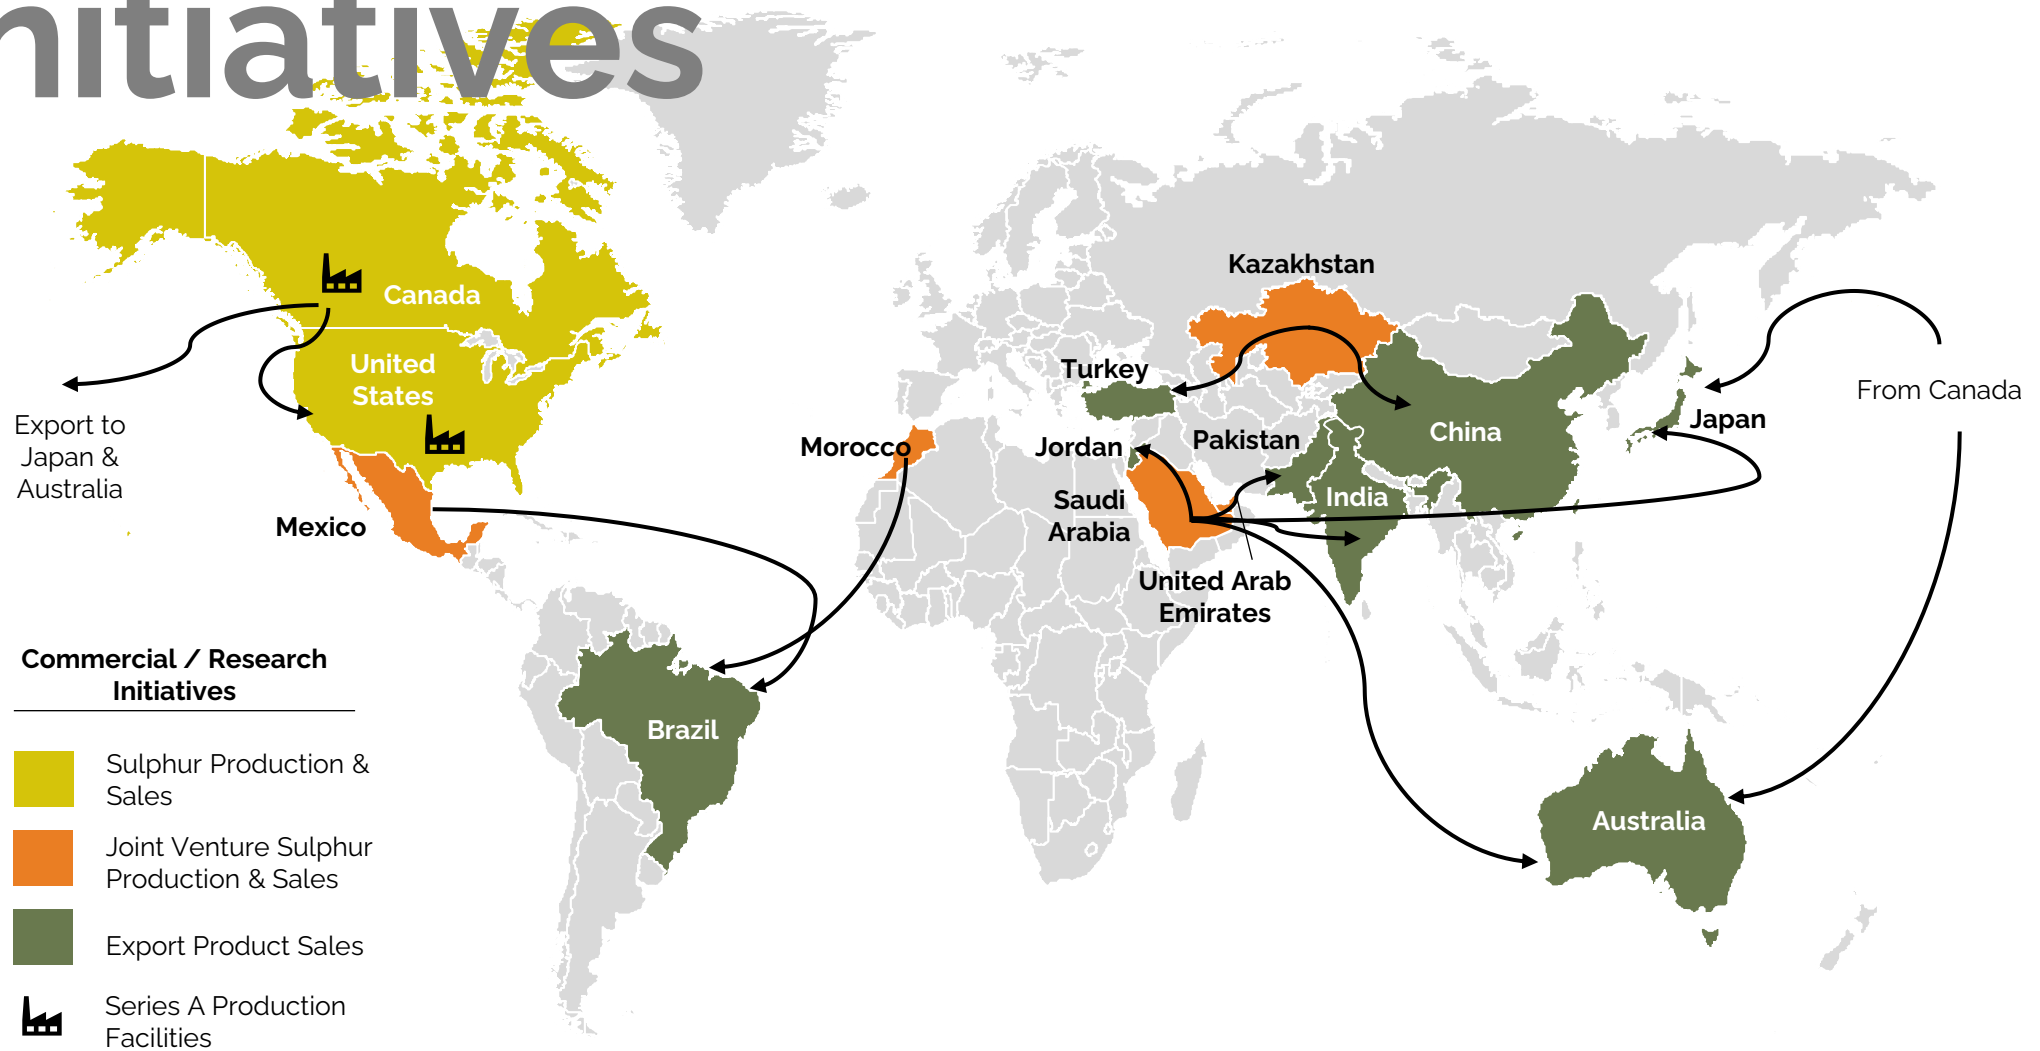 nitiatives
Canada
United
States
Export to
Japan &
Australia
Mexico
Morocco
Brazil
Kazakhstan
Turkey
Jordan
Pakistan
Saudi
Arabia
India
China
Japan
From Canada
United Arab
Emirates
Australia
Commercial / Research
Initiatives
Sulphur Production &
Sales
Joint Venture Sulphur
Production & Sales
Export Product Sales
Series A Production
Facilities